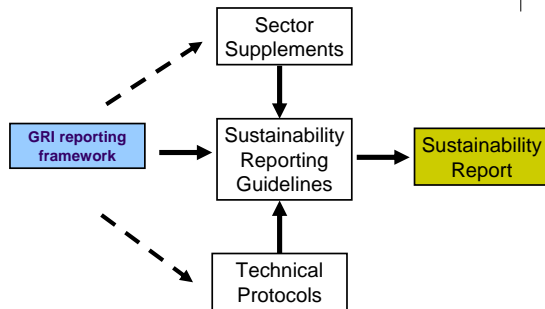 Sector
Supplements
GRI reporting
framework
Sustainability
Reporting
Guidelines
Sustainability
Report
Technical
Protocols